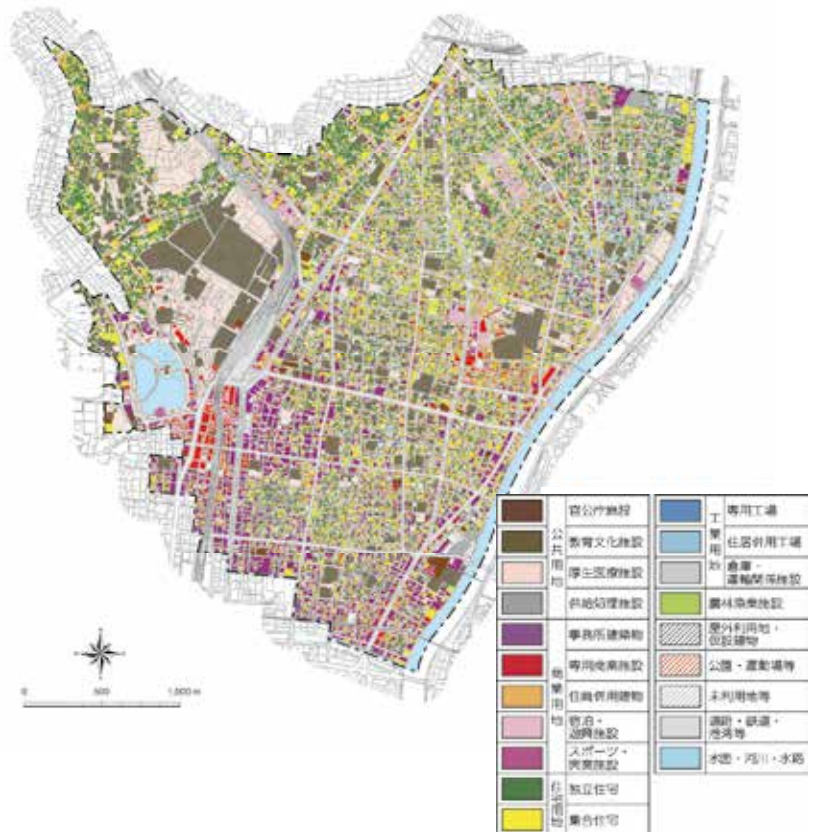 0 500 1,000 m
公共用地
官公庁施設
教育文化施設
厚生医療施設
供給処理施設
商業用地
事務所建築物
専用商業施設
住商併用建物
宿泊・
遊興施設
スポーツ・
興業施設
住宅用地
独立住宅
集合住宅
工業用地
専用工場
住居併用工場
倉庫・
運輸関係施設
農林漁業施設
屋外利用地・
仮設建物
公園・運動場等
未利用地等
道路・鉄道・
港湾等
水面・河川・水路